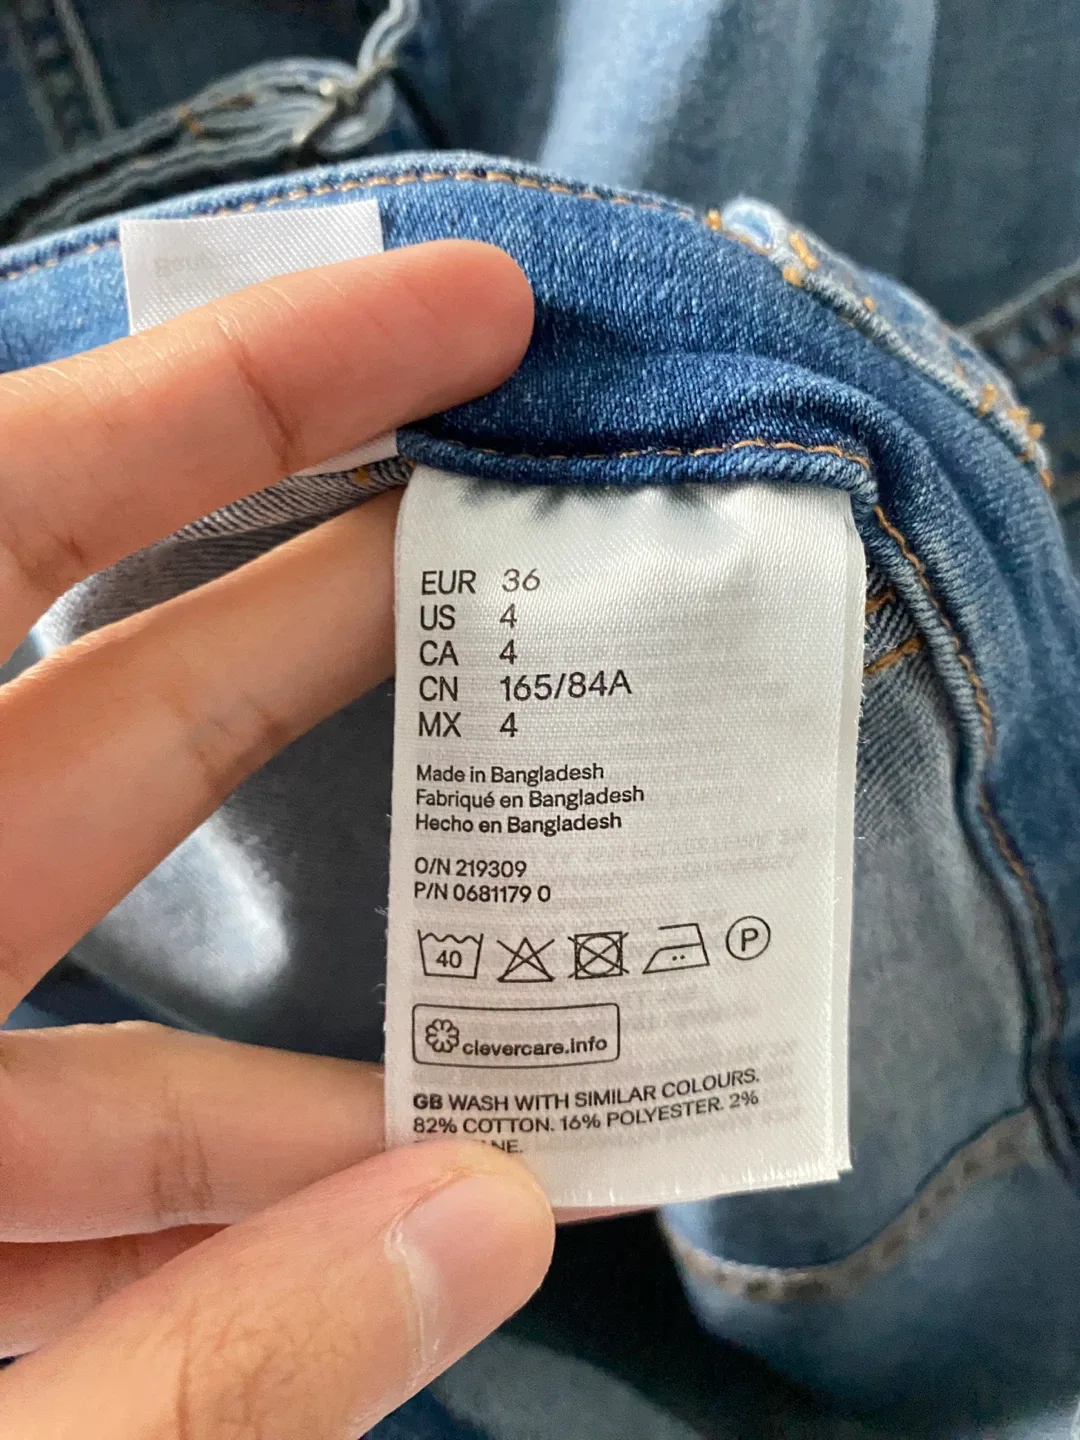 EUR 36
US 4
CA 4
CN 165/84A
MX 4
Made in Bangladesh
Fabriqué en Bangladesh
Hecho en Bangladesh
O/N 219309
P/N 0681179 0
40
P
clevercare.info
GB WASH WITH SIMILAR COLOURS.
82% COTTON. 16% POLYESTER. 2%